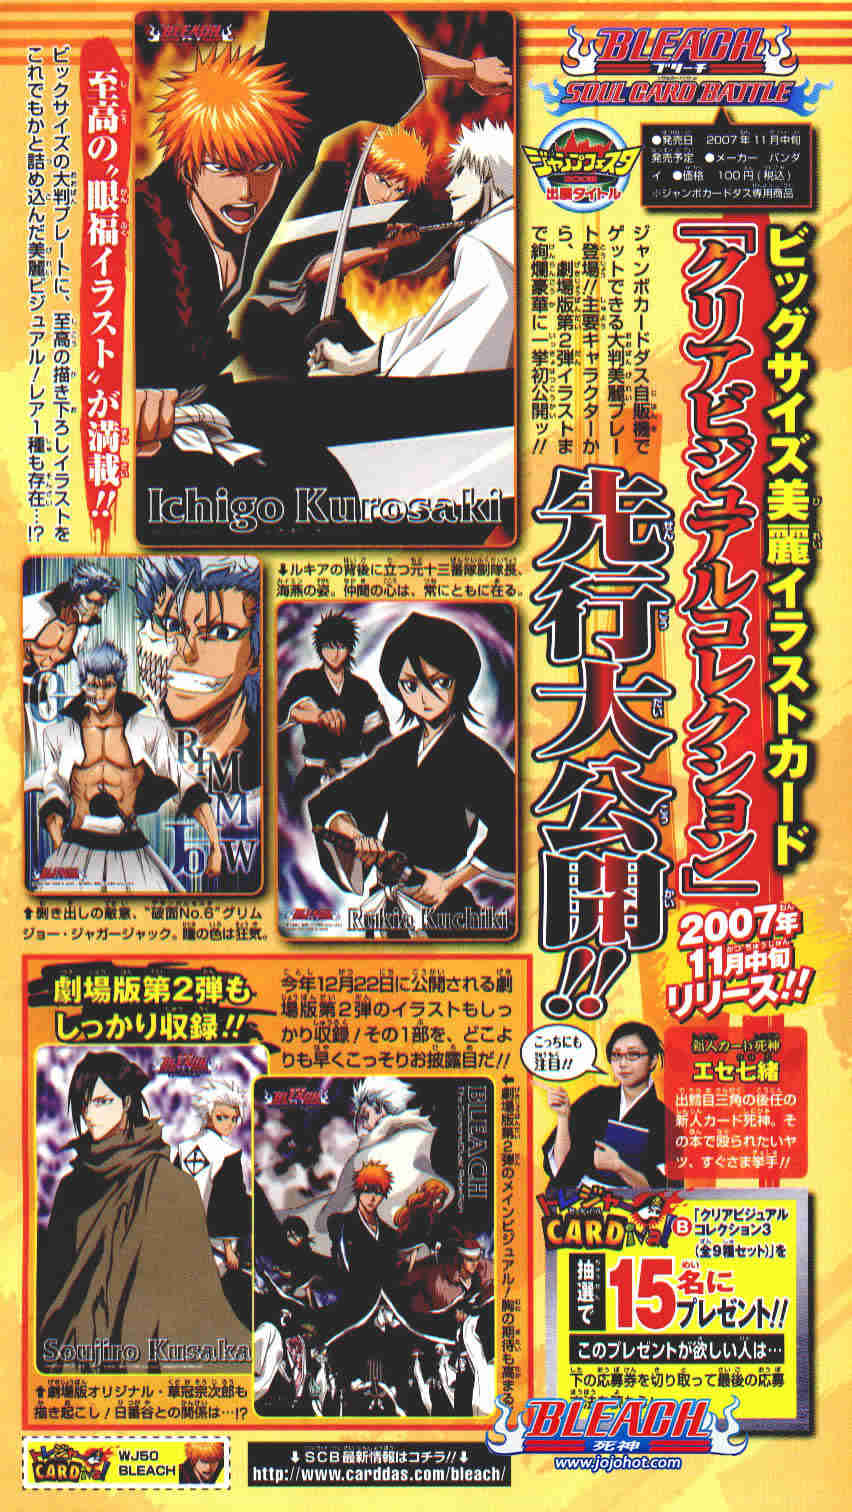 BLEACH
ブリーチ
SOUL CARD BATTLE
●発売日 2007年11月中旬
発売予定 ●メーカー バンダ
イ ●価格 100円(税込)
※ジャンボカードダス専用商品
ジャンプフェスタ
2008
出展タイトル
ビッグサイズ美麗イラストカード
『クリアビジュアルコレクション』
先行大公開!!
2007年
11月中旬
リリース!!
ジャンボカードダス自販機で
ゲットできる大判美麗プレー
ト登場!!主要キャラクターか
ら、劇場版第2弾イラストま
で絢爛豪華に一挙初公開ッ!!
BLEACH
Ichigo Kurosaki
至高の〝眼福イラスト〟が満載!!
ビックサイズの大判プレートに、至高の描き下ろしイラストを
これでもかと詰め込んだ美麗ビジュアル!レアー種も存在…!?
⬇ルキアの背後に立つ元十三番隊副隊長、
海燕の姿。仲間の心は、常にともに在る。
BLEACH
Rukia Kuchiki
G
RIMM
JOW
BLEACH
⬆剥き出しの敵意、“破面No.6”グリム
ジョー・ジャガージャック。瞳の色は狂気。
劇場版第2弾も
しっかり収録!!
今年12月22日に公開される劇
場版第2弾のイラストもしっ
かり収録!その1部を、どこよ
りも早くこっそりお披露目だ!!
BLEACH
Soujiro Kusaka
⬆劇場版オリジナル・草冠宗次郎も
描き起こし!日番谷との関係は…!?
BLEACH
BLEACH
⬅劇場版第2弾のメインビジュアル!胸の期待も高まる。
こっちにも
注目!!
新人カード死神
エセ七緒
出鱈目三角の後任の
新人カード死神。そ
の本で殴られたいヤ
ツ、すぐさま挙手!!
トレジャー
CARDival
B
「クリアビジュアル
コレクション3
(全9種セット)」を
抽選で
15名に
プレゼント!!
このプレゼントが欲しい人は…
下の応募券を切り取って最後の応募
BLEACH
死神
www.jojohot.com
トレジャー
CARDival
WJ50
BLEACH
⬇SCB最新情報はコチラ!!⬇
http://www.carddas.com/bleach/